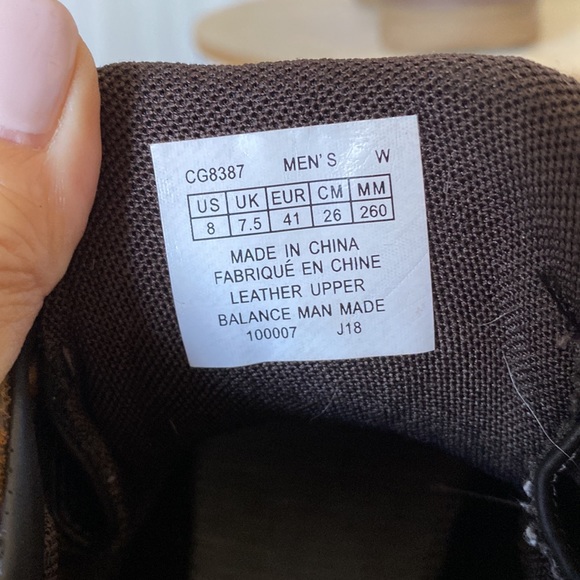 CG8387 MEN'S W
US UK EUR CM MM
8 7.5 41 26 260
MADE IN CHINA
FABRIQUÉ EN CHINE
LEATHER UPPER
BALANCE MAN MADE
100007 J18